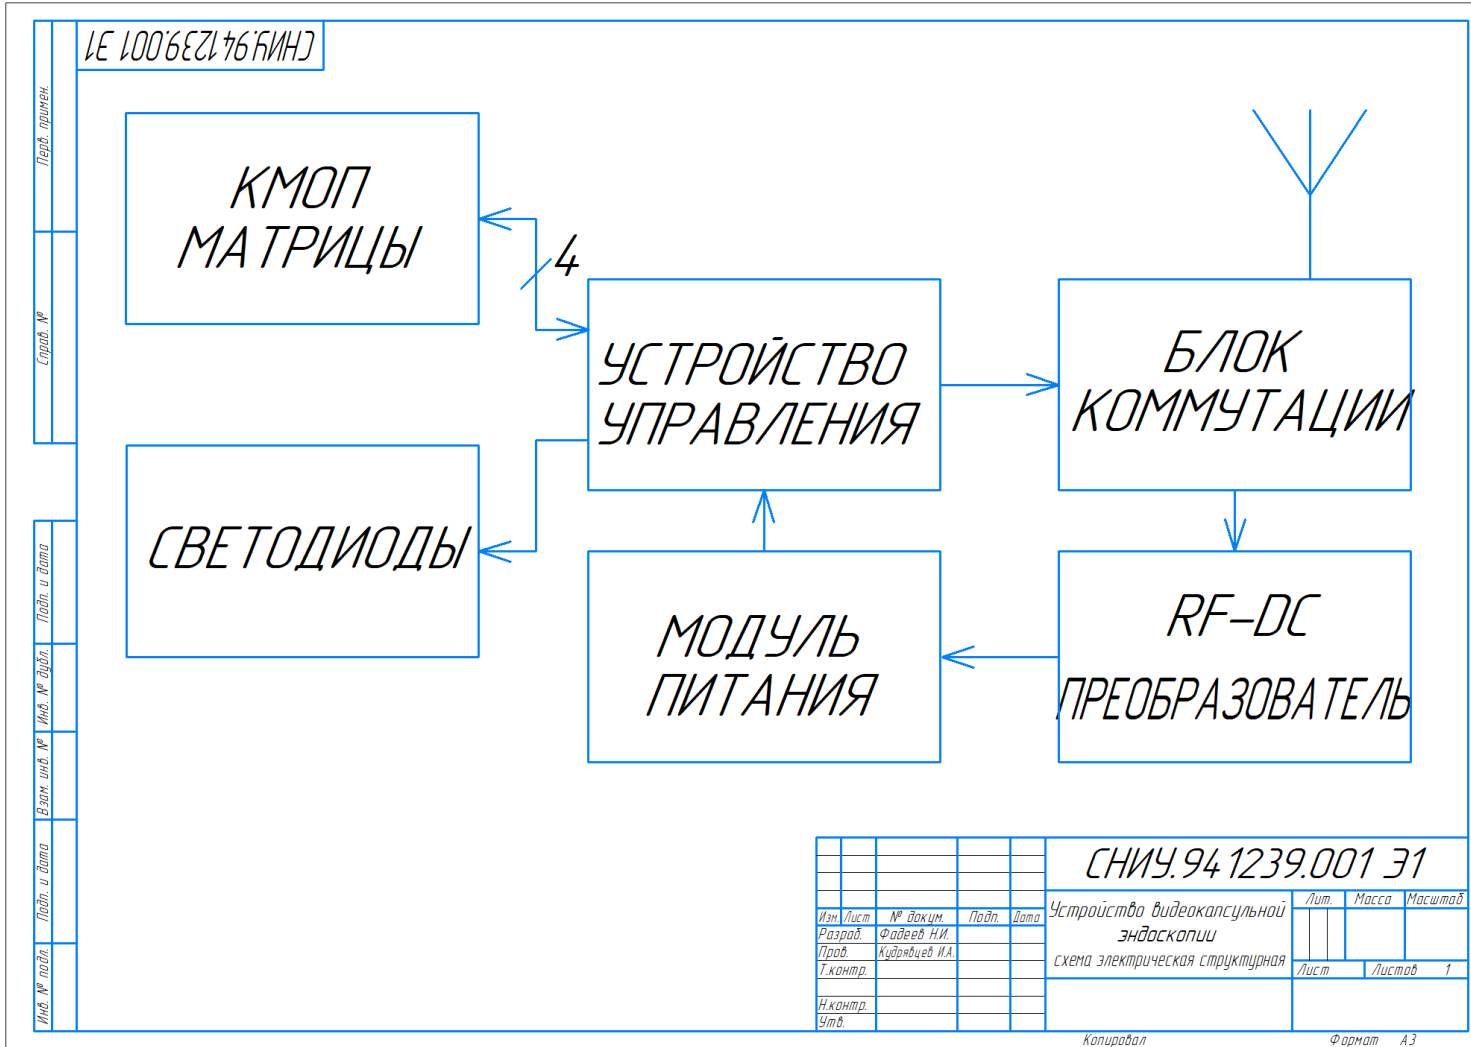 СНИУ.941239.001 Э1
Перв. примен.
Справ. №
Подп. и дата
Инв. № дубл.
Взам. инв. №
Подп. и дата
Инв. № подл.
КМОП
МАТРИЦЫ
4
УСТРОЙСТВО
УПРАВЛЕНИЯ
БЛОК
КОММУТАЦИИ
СВЕТОДИОДЫ
МОДУЛЬ
ПИТАНИЯ
RF-DC
ПРЕОБРАЗОВАТЕЛЬ
СНИУ.941239.001 Э1
Изм. Лист № докум. Подп. Дата
Разраб. Фадеев Н.И.
Пров. Кудрявцев И.А.
Т.контр.
Н.контр.
Утв.
Устройство видеокапсульной
эндоскопии
схема электрическая структурная
Лит. Масса Масштаб
Лист Листов 1
Копировал Формат А3